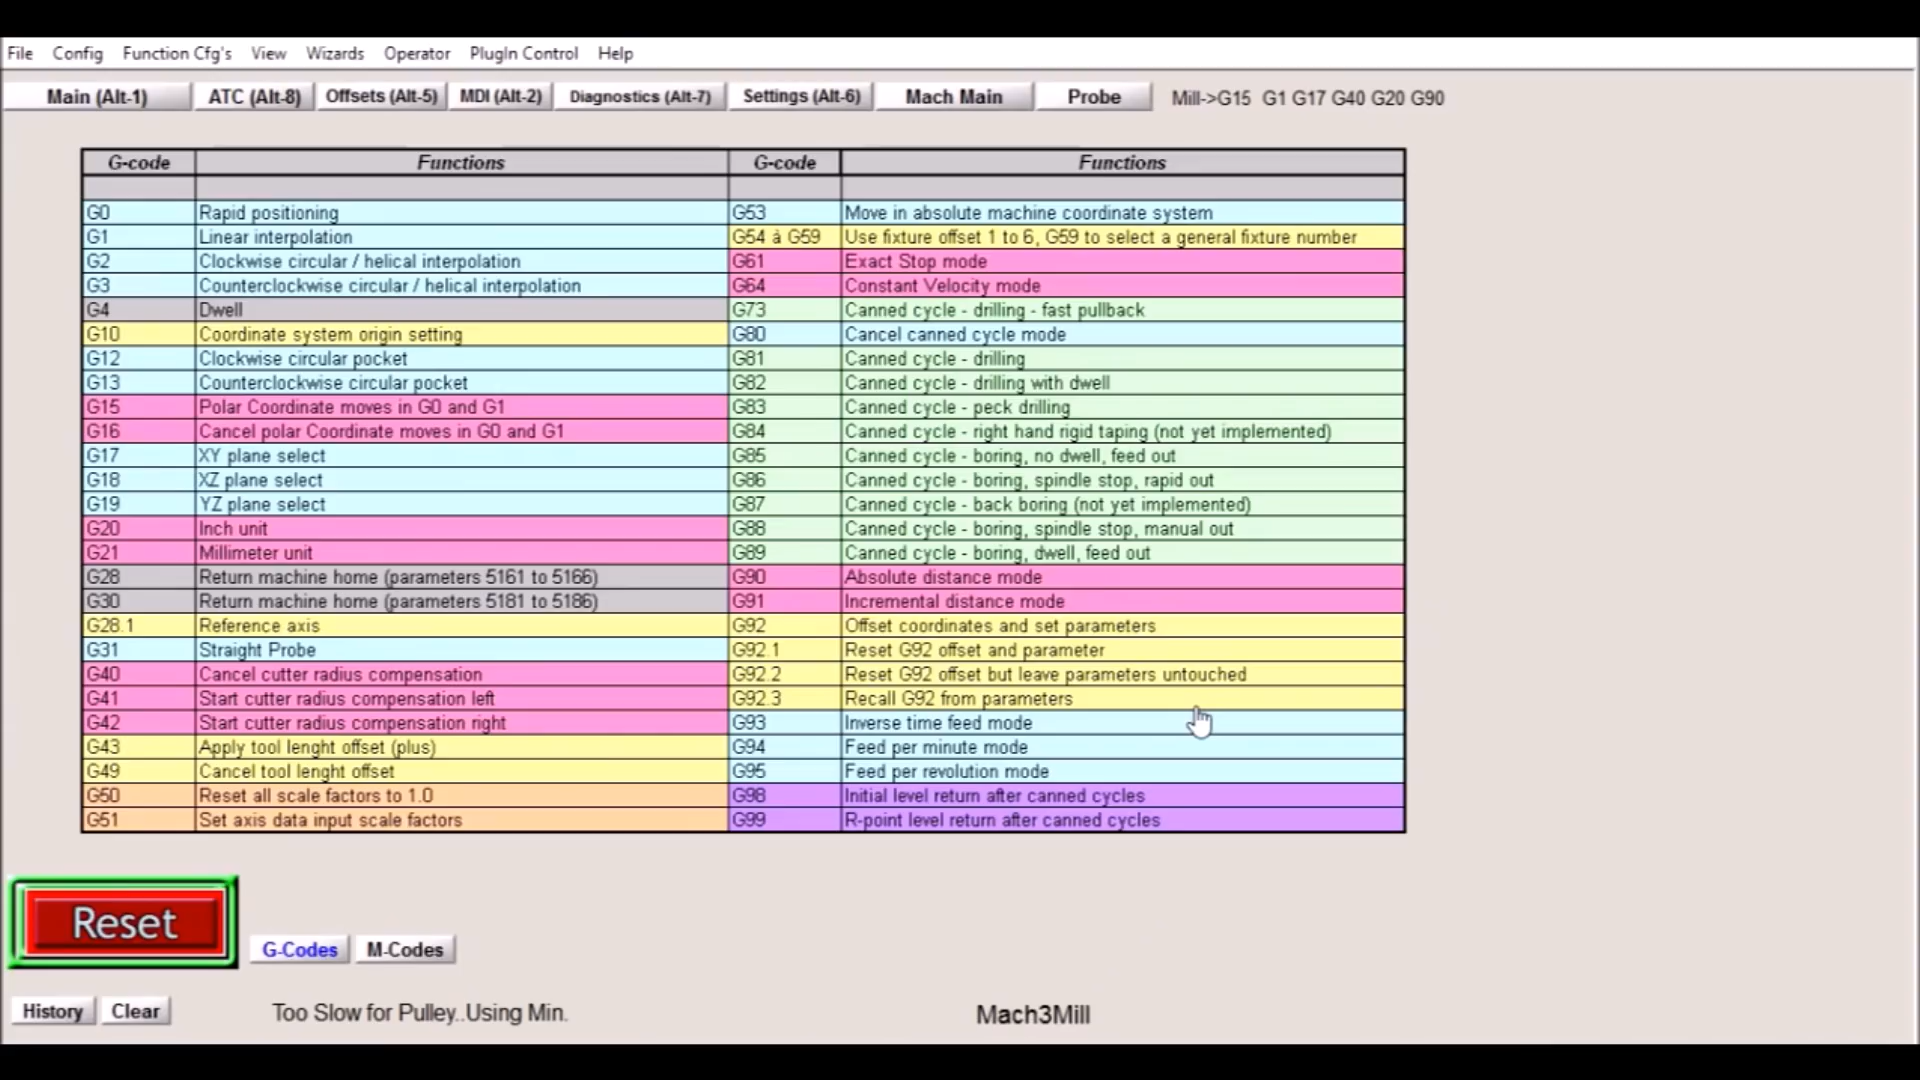 File Config Function Cfg's View Wizards Operator PlugIn Control Help
Main (Alt-1) ATC (Alt-8) Offsets (Alt-5) MDI (Alt-2) Diagnostics (Alt-7) Settings (Alt-6) Mach Main Probe Mill->G15 G1 G17 G40 G20 G90
G-code Functions G-code Functions
G0 Rapid positioning G53 Move in absolute machine coordinate system
G1 Linear interpolation G54 à G59 Use fixture offset 1 to 6, G59 to select a general fixture number
G2 Clockwise circular / helical interpolation G61 Exact Stop mode
G3 Counterclockwise circular / helical interpolation G64 Constant Velocity mode
G4 Dwell G73 Canned cycle - drilling - fast pullback
G10 Coordinate system origin setting G80 Cancel canned cycle mode
G12 Clockwise circular pocket G81 Canned cycle - drilling
G13 Counterclockwise circular pocket G82 Canned cycle - drilling with dwell
G15 Polar Coordinate moves in G0 and G1 G83 Canned cycle - peck drilling
G16 Cancel polar Coordinate moves in G0 and G1 G84 Canned cycle - right hand rigid taping (not yet implemented)
G17 XY plane select G85 Canned cycle - boring, no dwell, feed out
G18 XZ plane select G86 Canned cycle - boring, spindle stop, rapid out
G19 YZ plane select G87 Canned cycle - back boring (not yet implemented)
G20 Inch unit G88 Canned cycle - boring, spindle stop, manual out
G21 Millimeter unit G89 Canned cycle - boring, dwell, feed out
G28 Return machine home (parameters 5161 to 5166) G90 Absolute distance mode
G30 Return machine home (parameters 5181 to 5186) G91 Incremental distance mode
G28.1 Reference axis G92 Offset coordinates and set parameters
G31 Straight Probe G92.1 Reset G92 offset and parameter
G40 Cancel cutter radius compensation G92.2 Reset G92 offset but leave parameters untouched
G41 Start cutter radius compensation left G92.3 Recall G92 from parameters
G42 Start cutter radius compensation right G93 Inverse time feed mode
G43 Apply tool lenght offset (plus) G94 Feed per minute mode
G49 Cancel tool lenght offset G95 Feed per revolution mode
G50 Reset all scale factors to 1.0 G98 Initial level return after canned cycles
G51 Set axis data input scale factors G99 R-point level return after canned cycles
Reset
G-Codes M-Codes
History Clear Too Slow for Pulley..Using Min. Mach3Mill